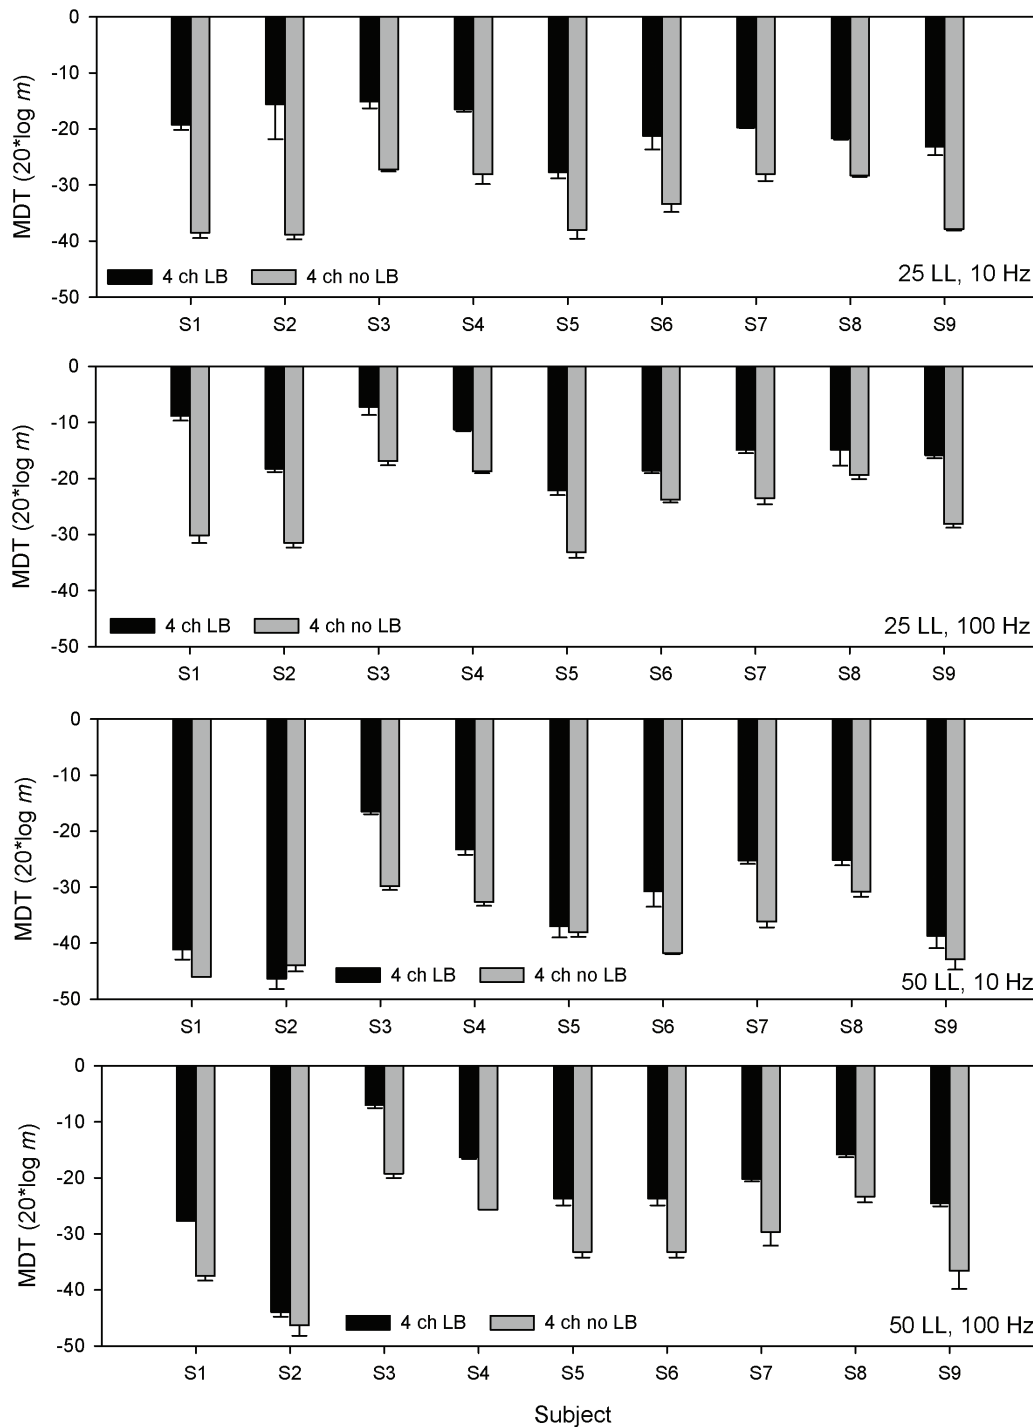 0
-10
-20
-30
-40
-50
MDT (20*log m)
4 ch LB 4 ch no LB
25 LL, 10 Hz
S1 S2 S3 S4 S5 S6 S7 S8 S9
0
-10
-20
-30
-40
-50
MDT (20*log m)
4 ch LB 4 ch no LB
25 LL, 100 Hz
S1 S2 S3 S4 S5 S6 S7 S8 S9
0
-10
-20
-30
-40
-50
MDT (20*log m)
4 ch LB 4 ch no LB
50 LL, 10 Hz
S1 S2 S3 S4 S5 S6 S7 S8 S9
0
-10
-20
-30
-40
-50
MDT (20*log m)
4 ch LB 4 ch no LB
50 LL, 100 Hz
S1 S2 S3 S4 S5 S6 S7 S8 S9
Subject